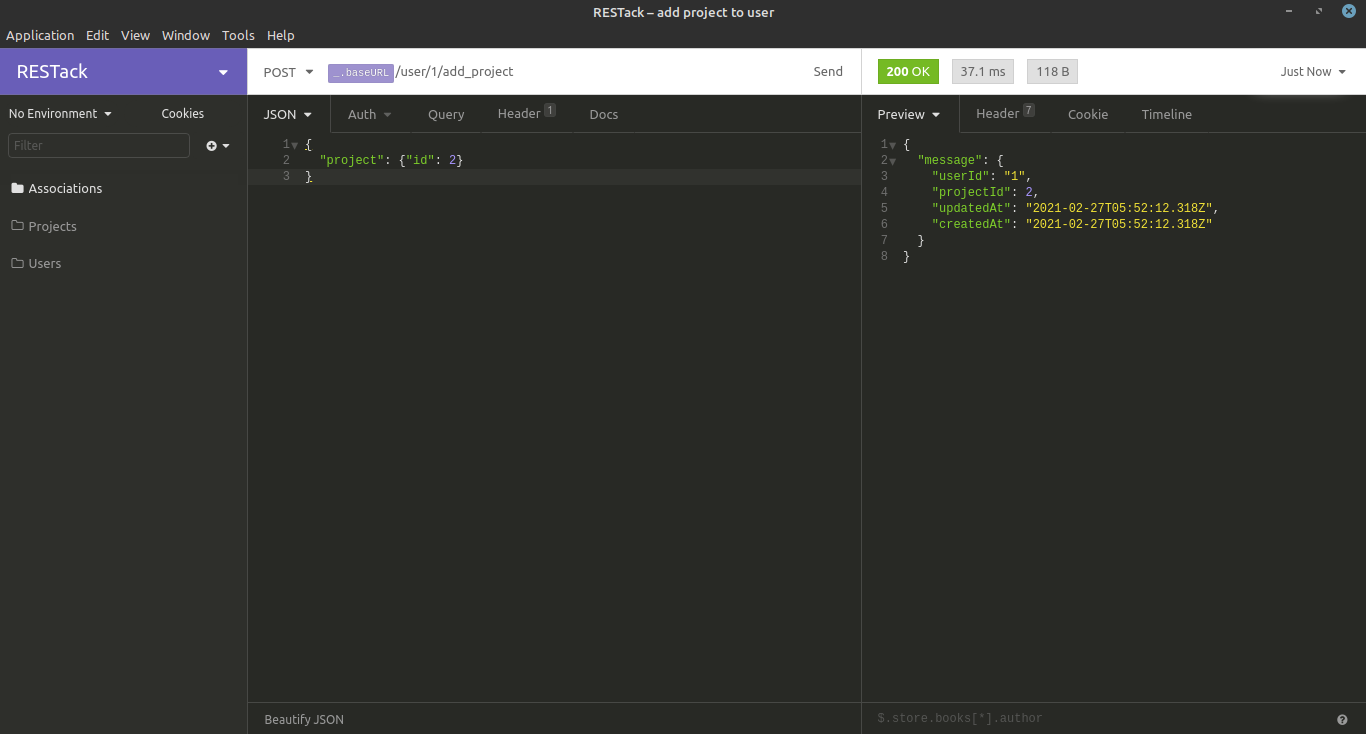 RESTack – add project to user
Application Edit View Window Tools Help
RESTack
POST _.baseURL/user/1/add_project Send
200 OK 37.1 ms 118 B Just Now
No Environment Cookies
JSON Auth Query Header 1 Docs
Preview Header 7 Cookie Timeline
Filter
Associations
Projects
Users
1 {
2 "project": {"id": 2}
3 }
1 {
2 "message": {
3 "userId": "1",
4 "projectId": 2,
5 "updatedAt": "2021-02-27T05:52:12.318Z",
6 "createdAt": "2021-02-27T05:52:12.318Z"
7 }
8 }
Beautify JSON
$.store.books[*].author